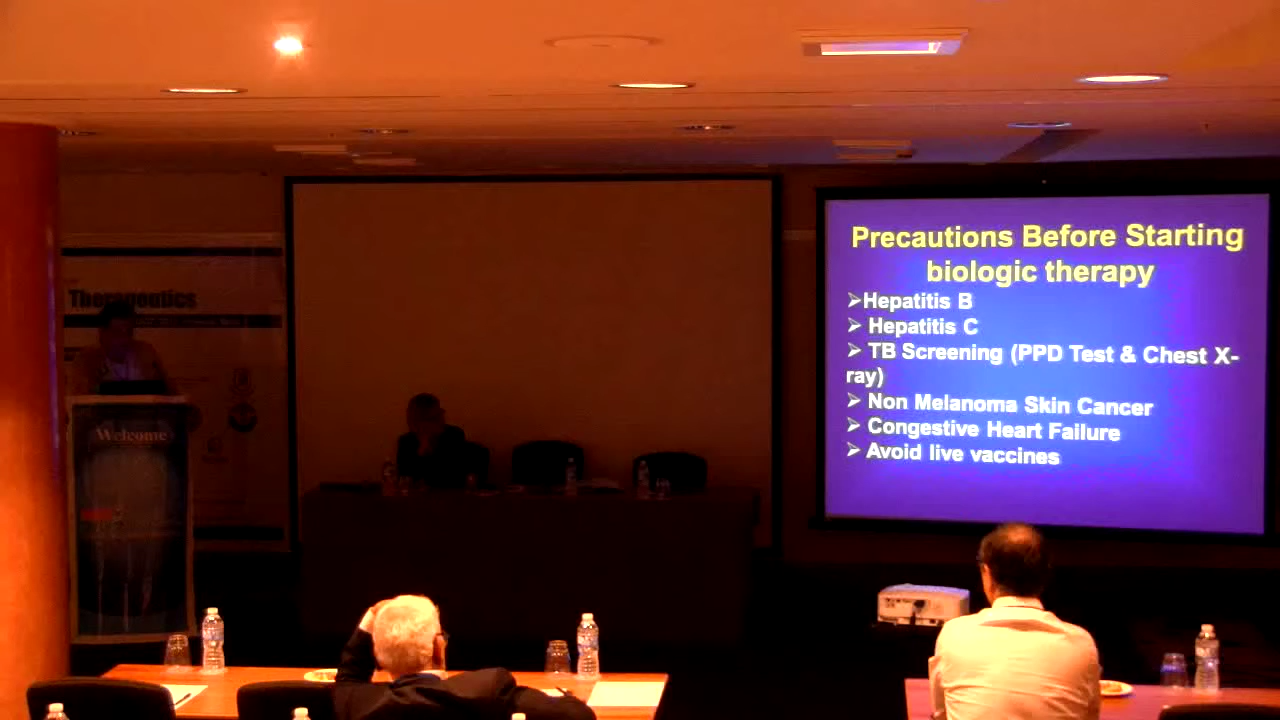 Therapeutics
Welcome
Precautions Before Starting
biologic therapy
➢Hepatitis B
➢ Hepatitis C
➢ TB Screening (PPD Test & Chest X-
ray)
➢ Non Melanoma Skin Cancer
➢ Congestive Heart Failure
➢ Avoid live vaccines